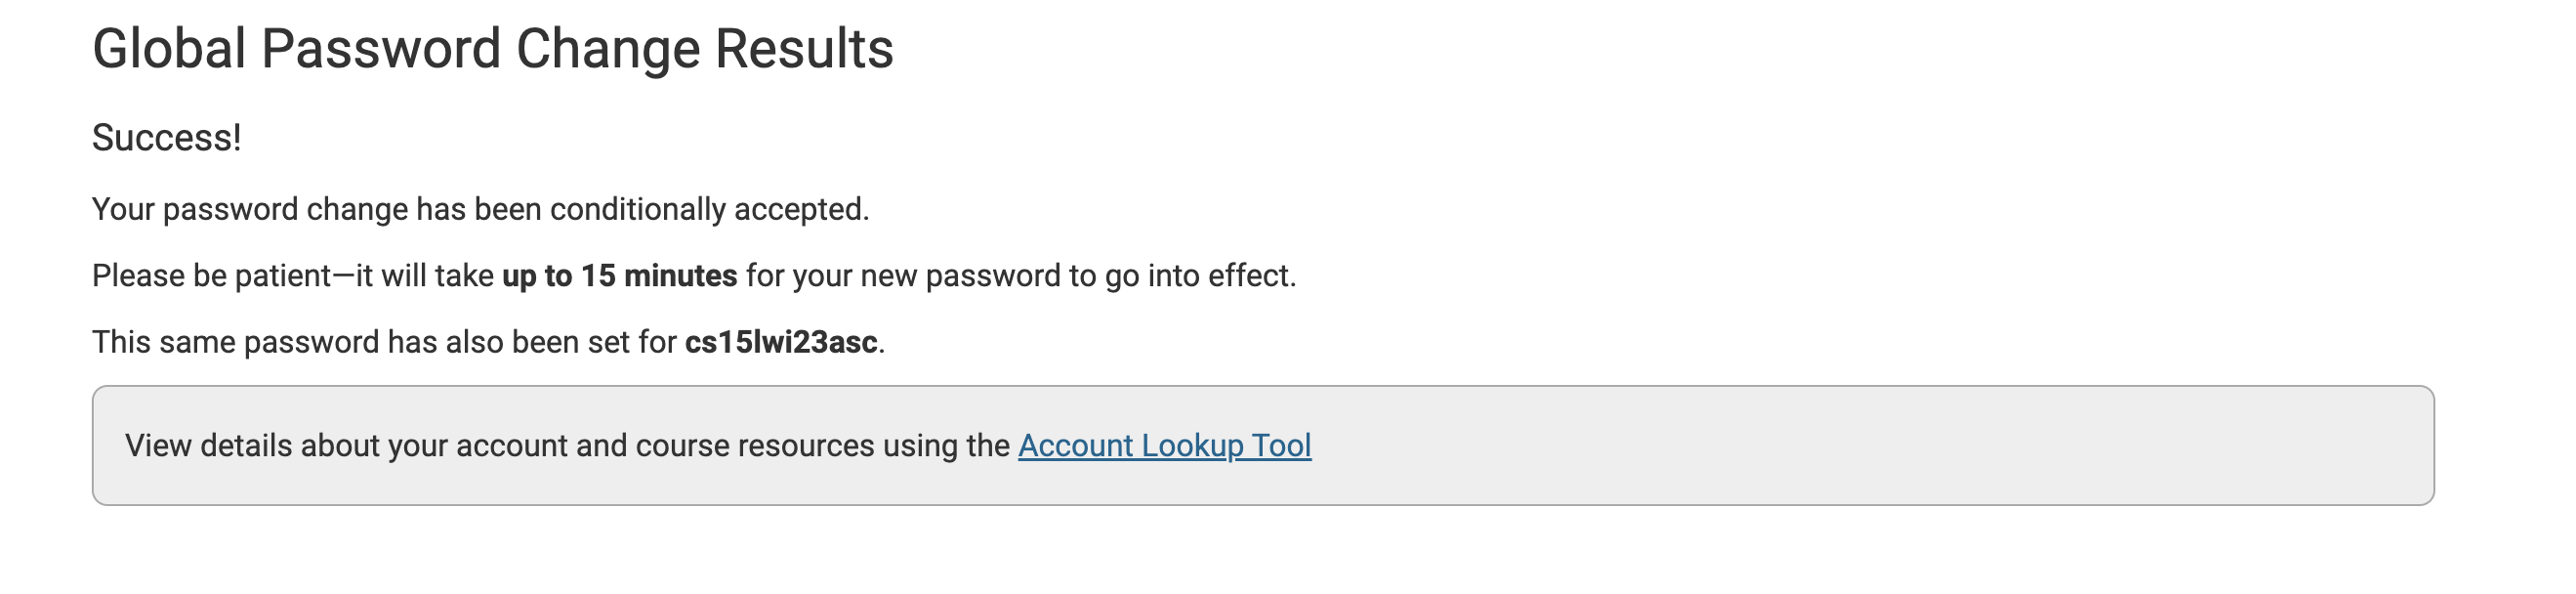 Global Password Change Results
Success!
Your password change has been conditionally accepted.
Please be patient—it will take up to 15 minutes for your new password to go into effect.
This same password has also been set for cs15lwi23asc.
View details about your account and course resources using the Account Lookup Tool